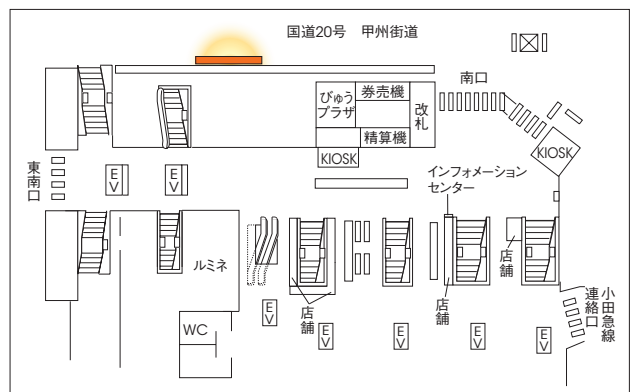 国道20号 甲州街道
南口
びゅう
プラザ
券売機
改札
精算機
KIOSK
KIOSK
東南口
EV
EV
インフォメーション
センター
ルミネ
店舗
店舗
店舗
WC
EV
EV
EV
EV
EV
小田急線
連絡口